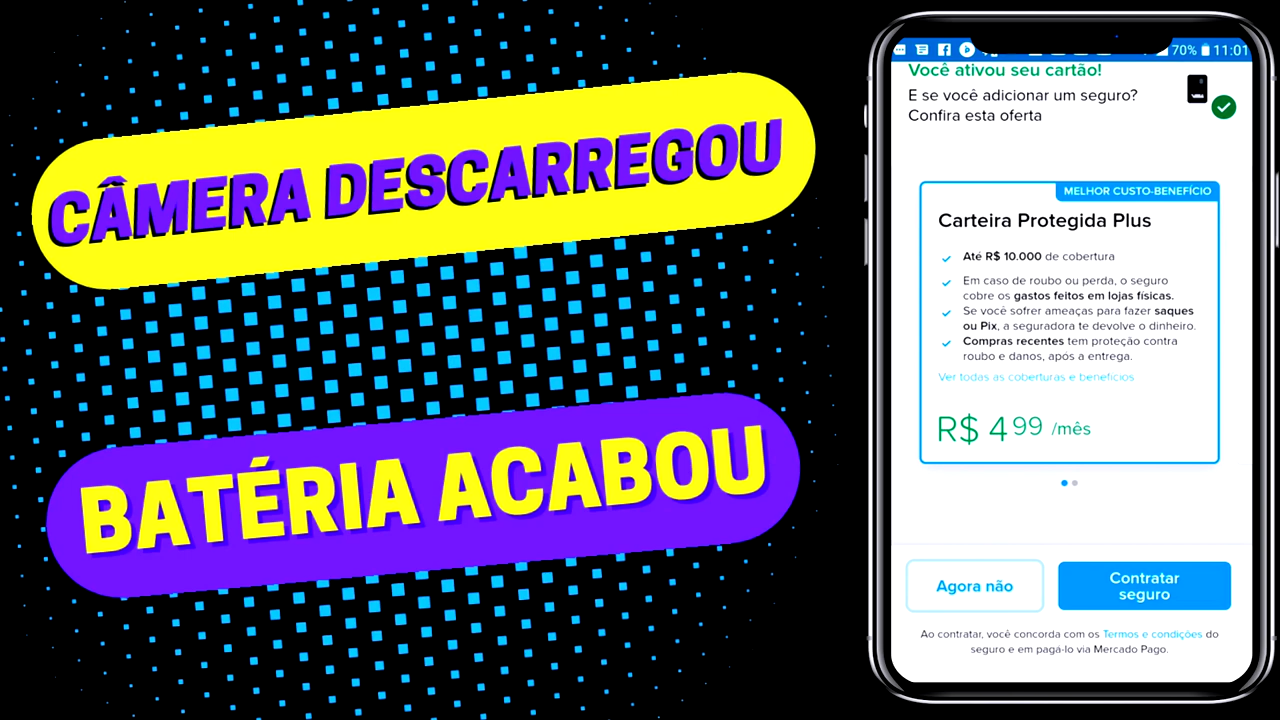 CÂMERA DESCARREGOU
BATÉRIA ACABOU
70% 11:01
Você ativou seu cartão!
E se você adicionar um seguro?
Confira esta oferta
VISA
MELHOR CUSTO-BENEFÍCIO
Carteira Protegida Plus
Até R$ 10.000 de cobertura
Em caso de roubo ou perda, o seguro
cobre os gastos feitos em lojas físicas.
Se você sofrer ameaças para fazer saques
ou Pix, a seguradora te devolve o dinheiro.
Compras recentes tem proteção contra
roubo e danos, após a entrega.
Ver todas as coberturas e benefícios
R$ 4 99 /mês
Agora não
Contratar
seguro
Ao contratar, você concorda com os Termos e condições do
seguro e em pagá-lo via Mercado Pago.